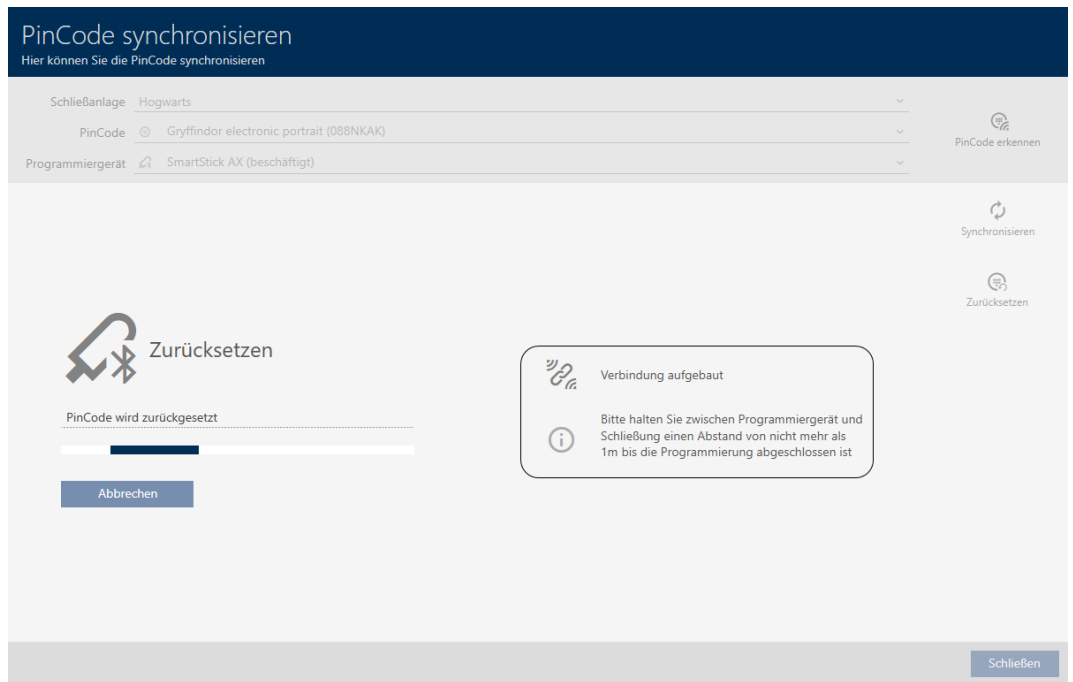 PinCode synchronisieren
Hier können Sie die PinCode synchronisieren
Schließanlage Hogwarts
PinCode Gryffindor electronic portrait (088NKAK)
Programmiergerät SmartStick AX (beschäftigt)
PinCode erkennen
Synchronisieren
Zurücksetzen
Zurücksetzen
PinCode wird zurückgesetzt
Abbrechen
Verbindung aufgebaut
Bitte halten Sie zwischen Programmiergerät und
Schließung einen Abstand von nicht mehr als
1m bis die Programmierung abgeschlossen ist
Schließen